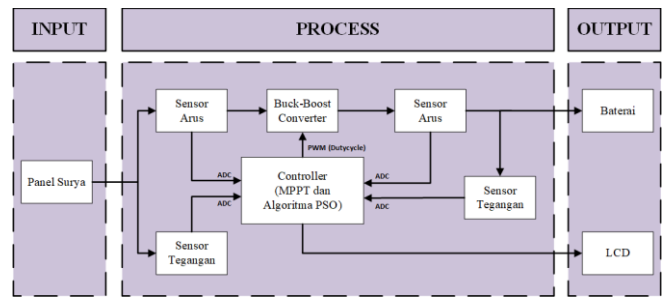 INPUT
PROCESS
OUTPUT
Sensor
Arus
Buck-Boost
Converter
Sensor
Arus
Baterai
PWM (Dutycycle)
Panel Surya
ADC
ADC
Controller
(MPPT dan
Algoritma PSO)
ADC
ADC
Sensor
Tegangan
Sensor
Tegangan
LCD